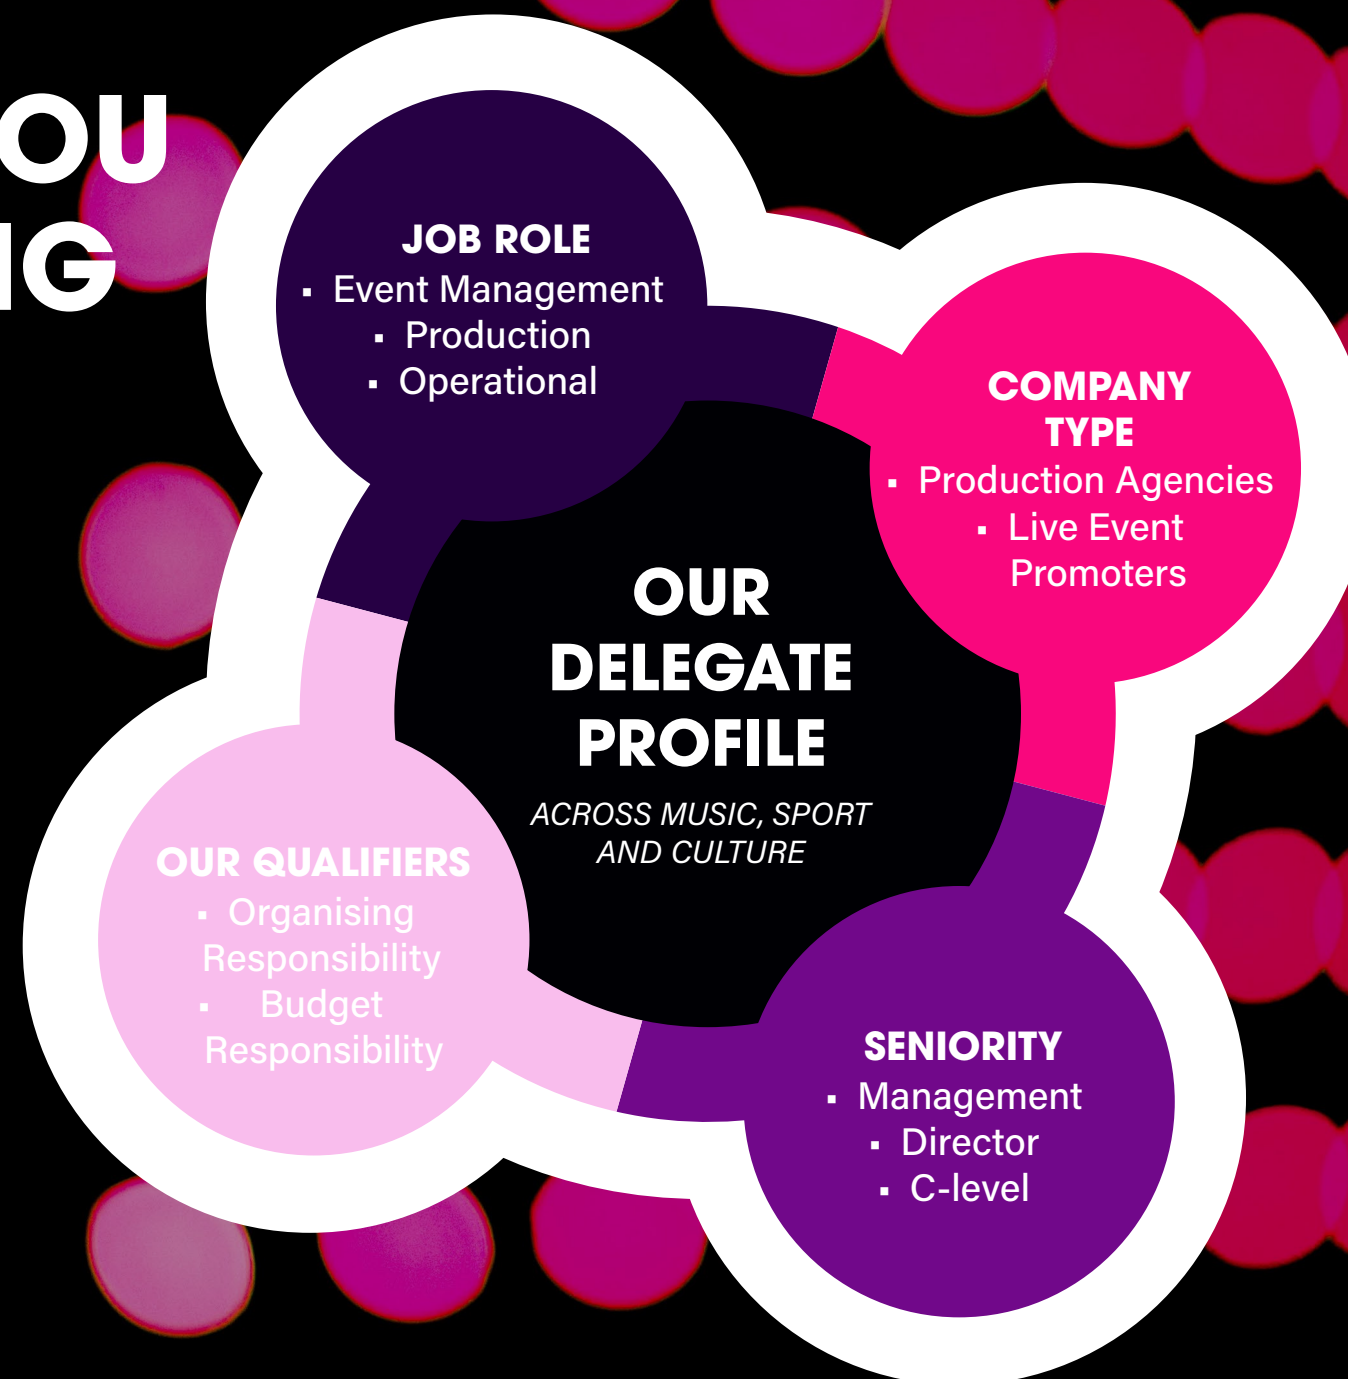 OU
IG
JOB ROLE
▪ Event Management
▪ Production
▪ Operational
COMPANY
TYPE
▪ Production Agencies
▪ Live Event
Promoters
OUR
DELEGATE
PROFILE
ACROSS MUSIC, SPORT
AND CULTURE
OUR QUALIFIERS
▪ Organising
Responsibility
▪ Budget
Responsibility
SENIORITY
▪ Management
▪ Director
▪ C-level